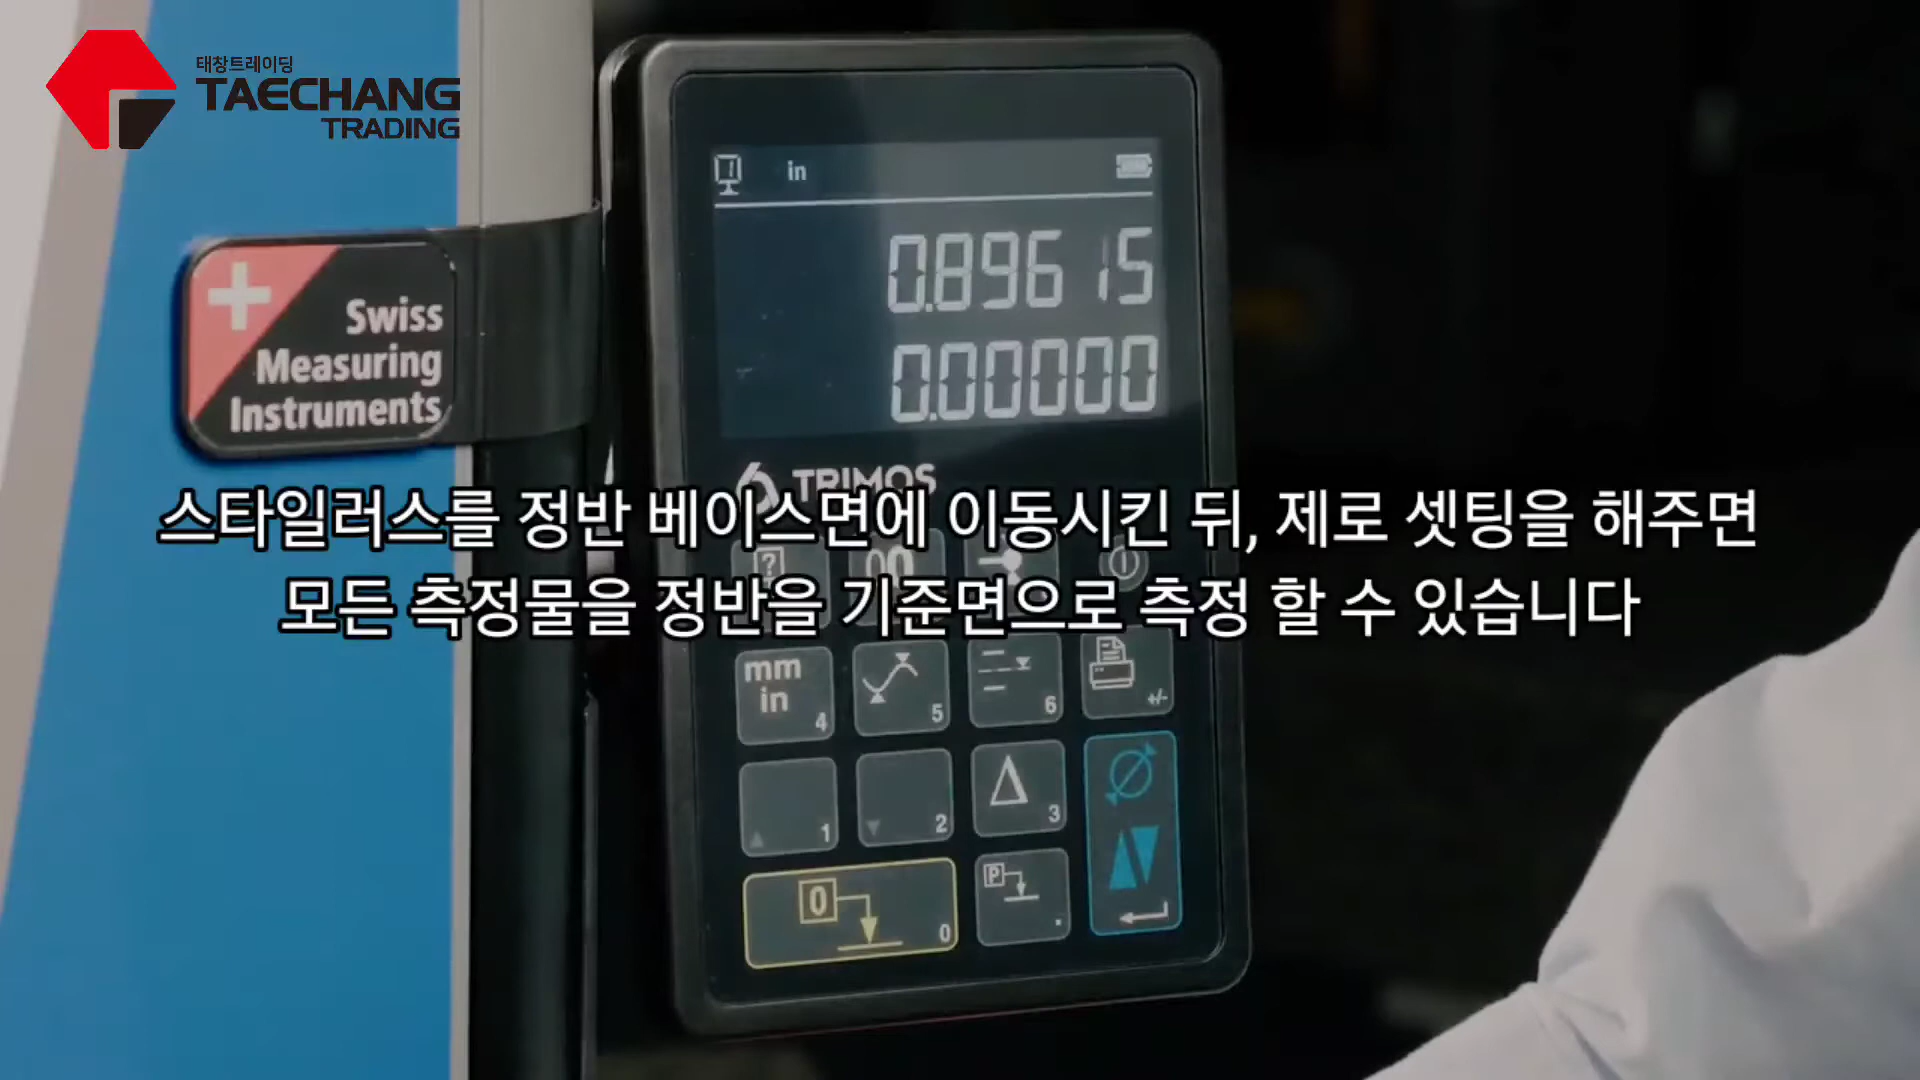 태창트레이딩
TAECHANG
TRADING
in
0.89615
0.00000
Swiss
Measuring
Instruments
TRIMOS
스타일러스를 정반 베이스면에 이동시킨 뒤, 제로 셋팅을 해주면
모든 측정물을 정반을 기준면으로 측정 할 수 있습니다
mm
in 4
5
6
+/-
1
2
Δ 3
0 0
P .